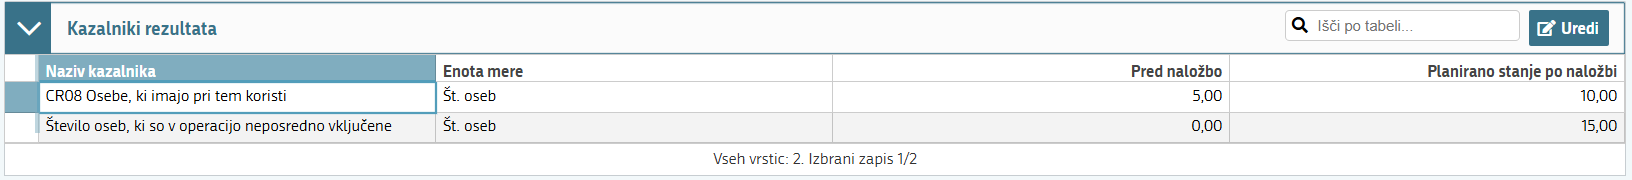 Kazalniki rezultata
Išči po tabeli...
Uredi
Naziv kazalnika Enota mere Pred naložbo Planirano stanje po naložbi
CR08 Osebe, ki imajo pri tem koristi Št. oseb 5,00 10,00
Število oseb, ki so v operacijo neposredno vključene Št. oseb 0,00 15,00
Vseh vrstic: 2. Izbrani zapis 1/2